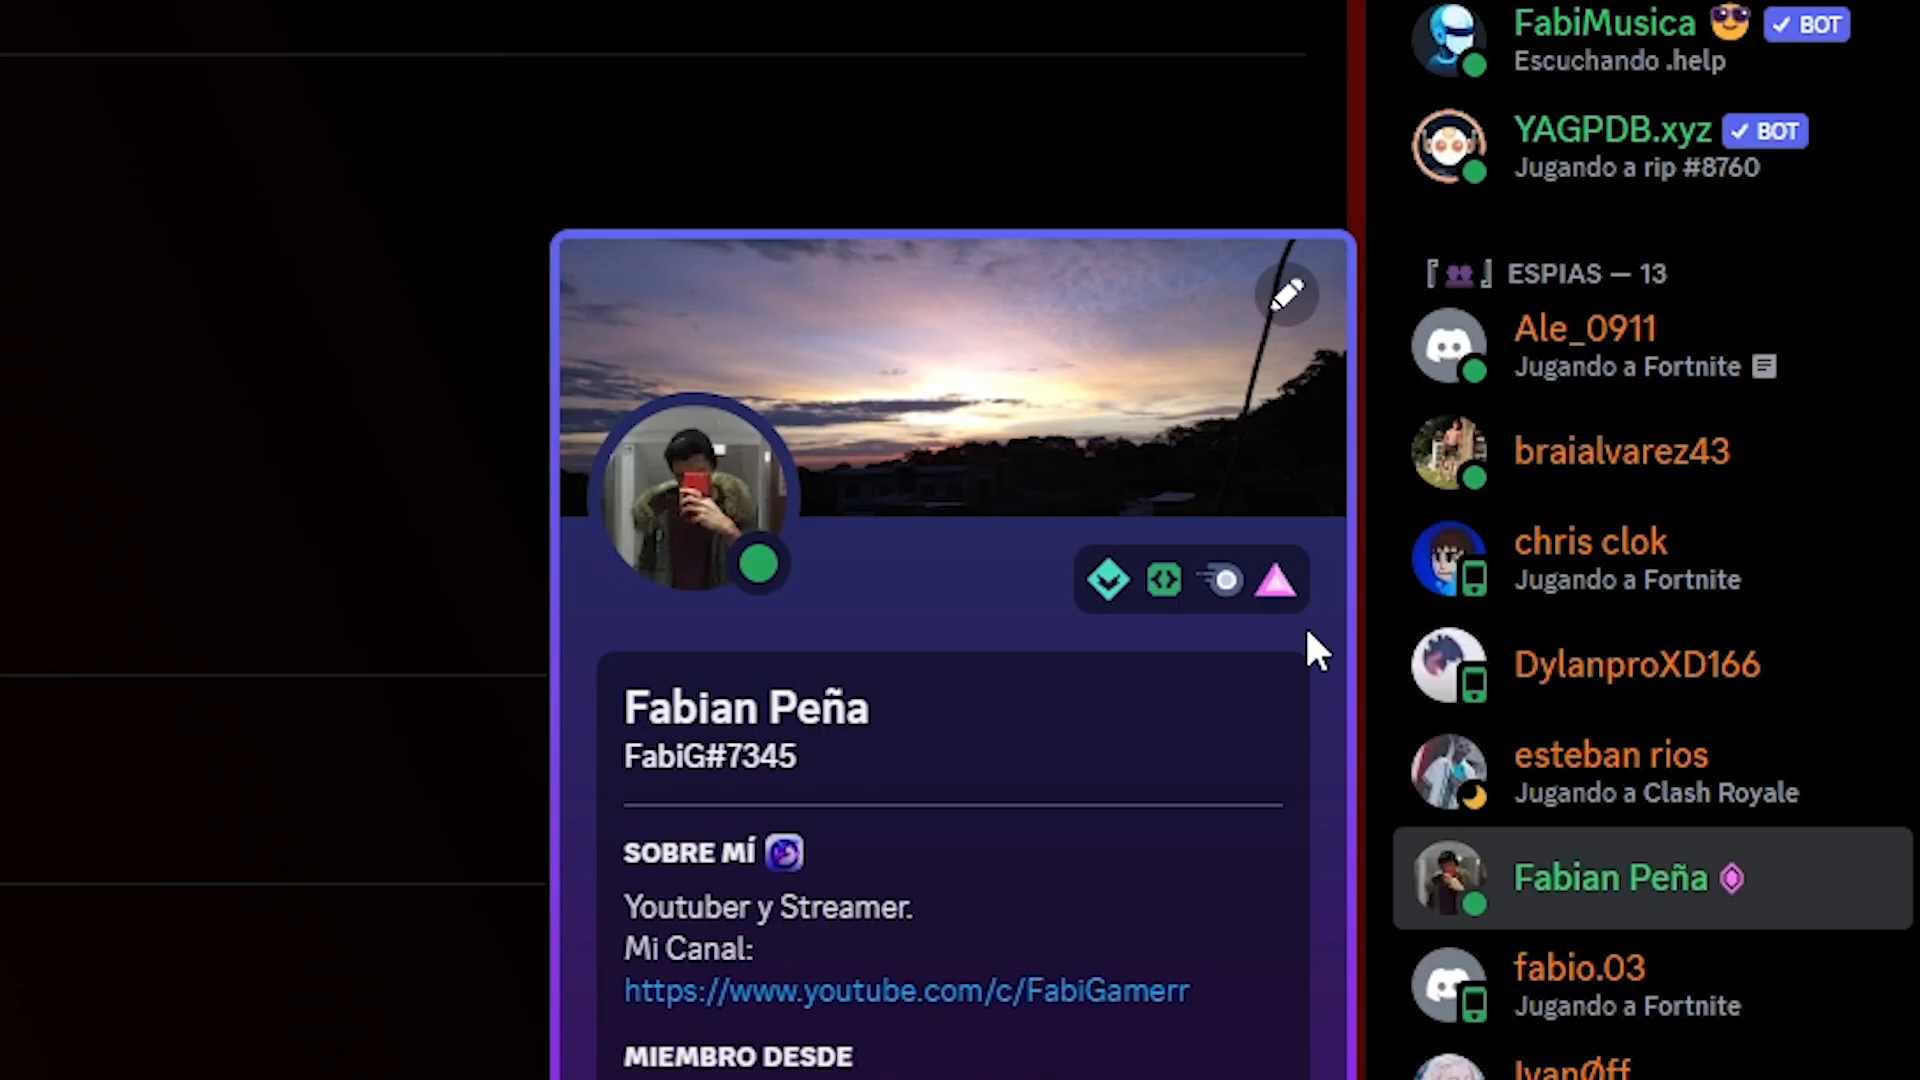 Fabian Peña
FabiG#7345
SOBRE MÍ
Youtuber y Streamer.
Mi Canal:
https://www.youtube.com/c/FabiGamerr
MIEMBRO DESDE
FabiMusica BOT
Escuchando .help
YAGPDB.xyz BOT
Jugando a rip #8760
ESPIAS — 13
Ale_0911
Jugando a Fortnite
braialvarez43
chris clok
Jugando a Fortnite
DylanproXD166
esteban rios
Jugando a Clash Royale
Fabian Peña
fabio.03
Jugando a Fortnite
IvanØff